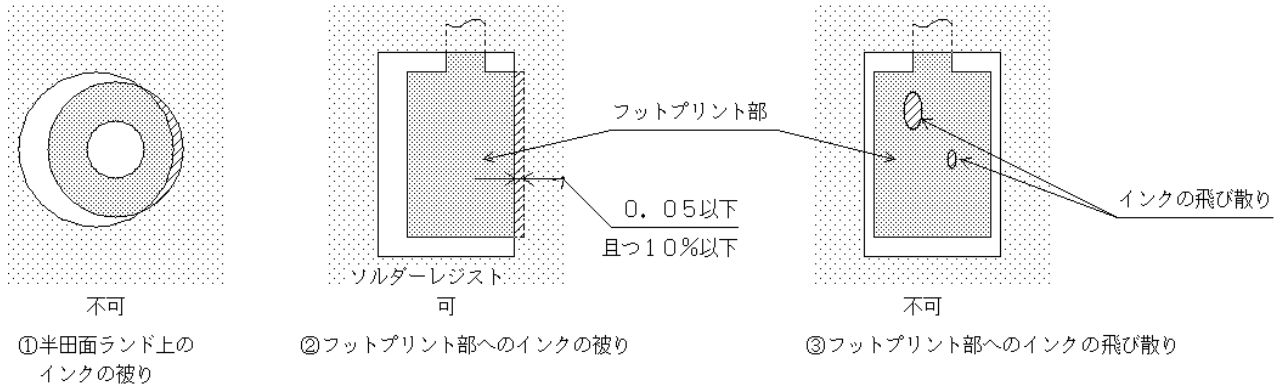 フットプリント部
インクの飛び散り
0．05以下
且つ10％以下
ソルダーレジスト
不可
可
不可
①半田面ランド上の
インクの被り
②フットプリント部へのインクの被り
③フットプリント部へのインクの飛び散り